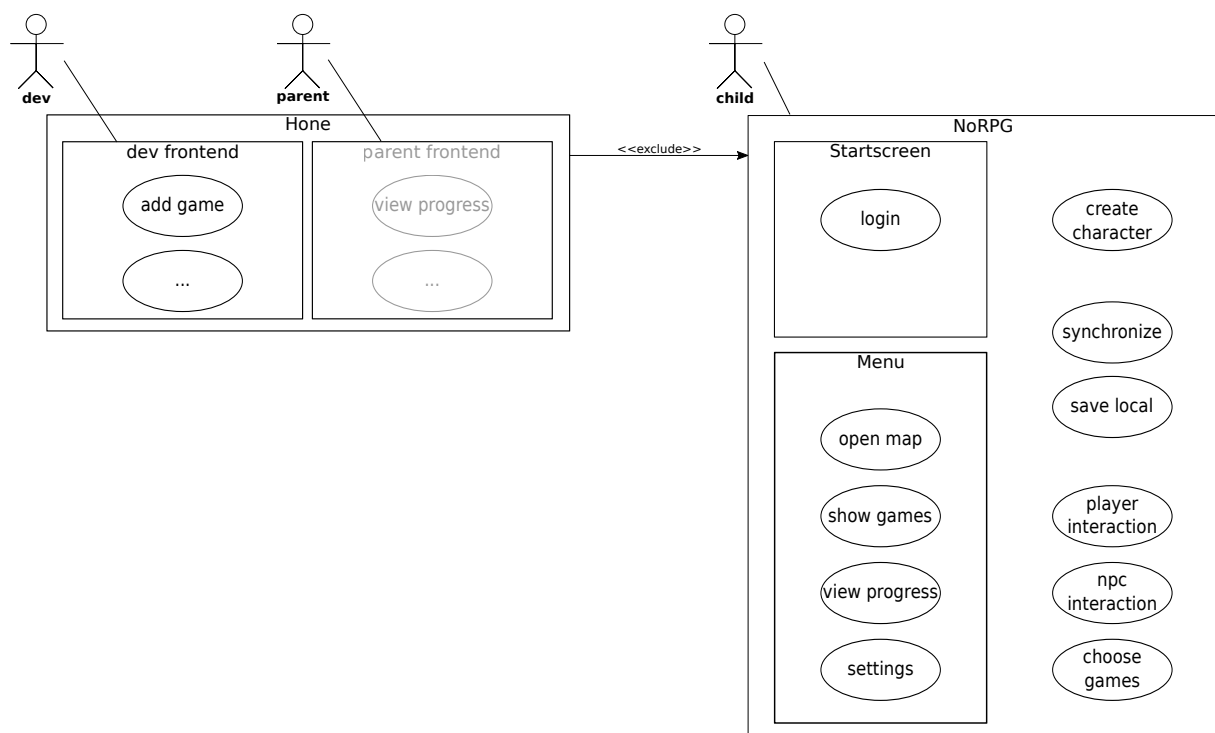 dev
parent
child
Hone
dev frontend
add game
...
parent frontend
view progress
...
<<exclude>>
NoRPG
Startscreen
login
Menu
open map
show games
view progress
settings
create
character
synchronize
save local
player
interaction
npc
interaction
choose
games